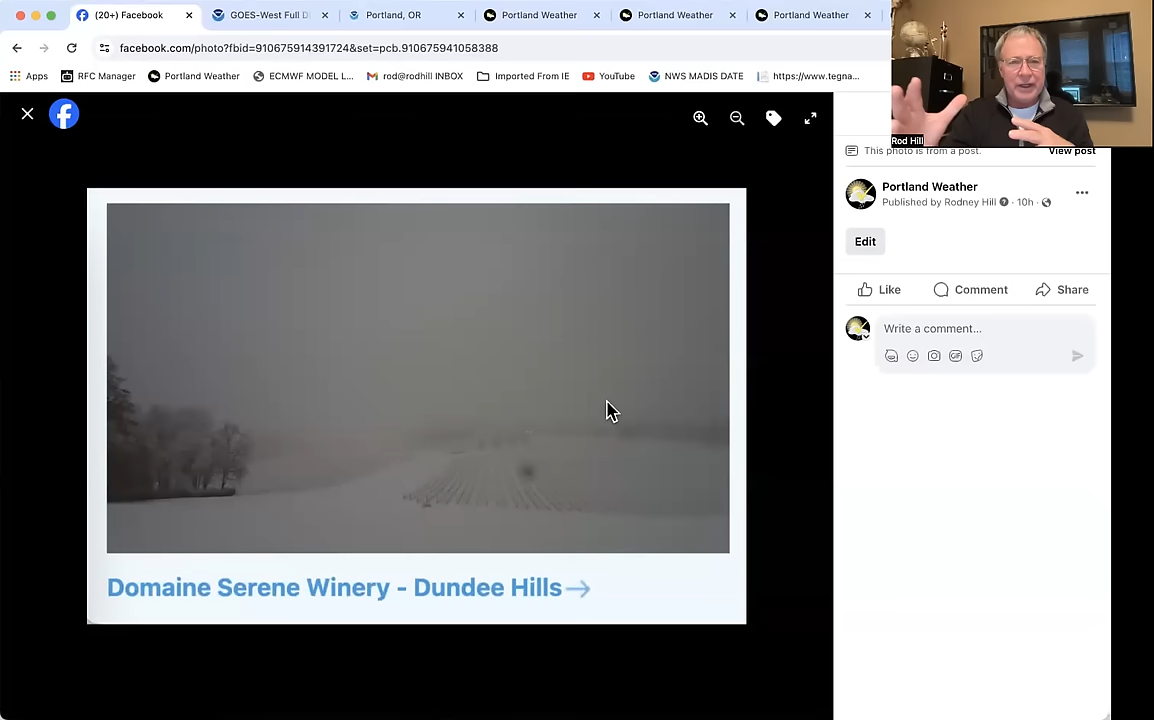 (20+) Facebook
GOES-West Full D
Portland, OR
Portland Weather
Portland Weather
Portland Weather
facebook.com/photo?fbid=910675914391724&set=pcb.910675941058388
Apps
RFC Manager
Portland Weather
ECMWF MODEL L...
rod@rodhill INBOX
Imported From IE
YouTube
NWS MADIS DATE
https://www.tegna...
Rod Hill
This photo is from a post.
View post
Portland Weather
Published by Rodney Hill · 10h ·
Edit
Like
Comment
Share
Write a comment...
GIF
Domaine Serene Winery - Dundee Hills→